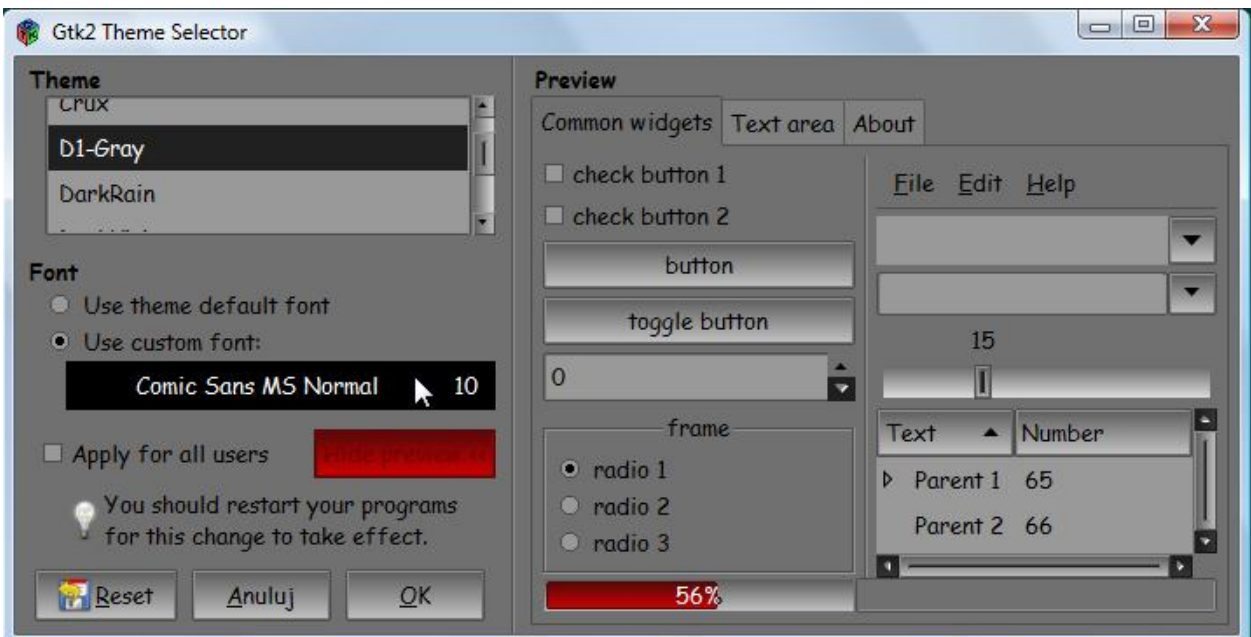 Gtk2 Theme Selector
Theme
Crux
D1-Gray
DarkRain
Font
Use theme default font
Use custom font:
Comic Sans MS Normal 10
Apply for all users Hide preview <<
You should restart your programs
for this change to take effect.
Reset Anuluj OK
Preview
Common widgets Text area About
check button 1
check button 2
button
toggle button
0
frame
radio 1
radio 2
radio 3
56%
File Edit Help
15
Text Number
Parent 1 65
Parent 2 66